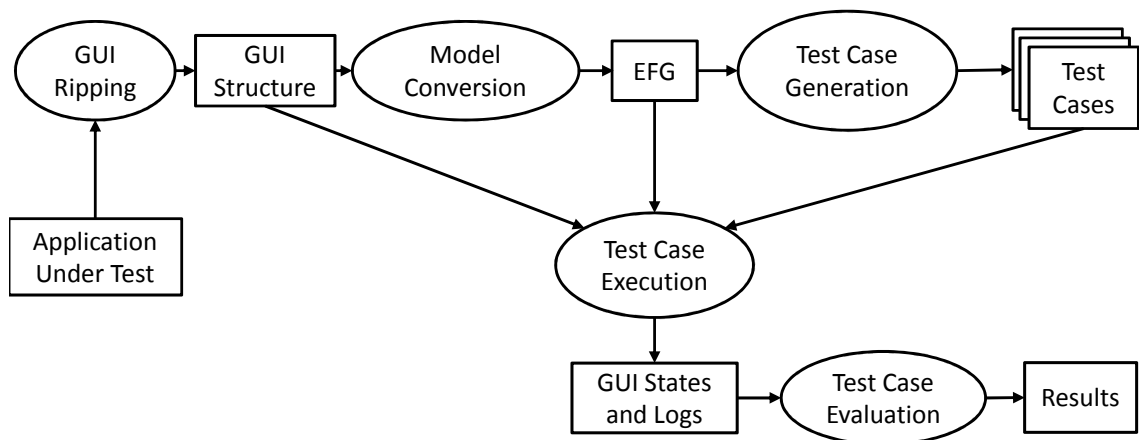 GUI
Ripping
GUI
Structure
Model
Conversion
EFG
Test Case
Generation
Test
Cases
Application
Under Test
Test Case
Execution
GUI States
and Logs
Test Case
Evaluation
Results